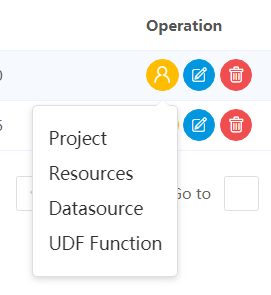 Operation
Project
Resources
Datasource
UDF Function
Go to